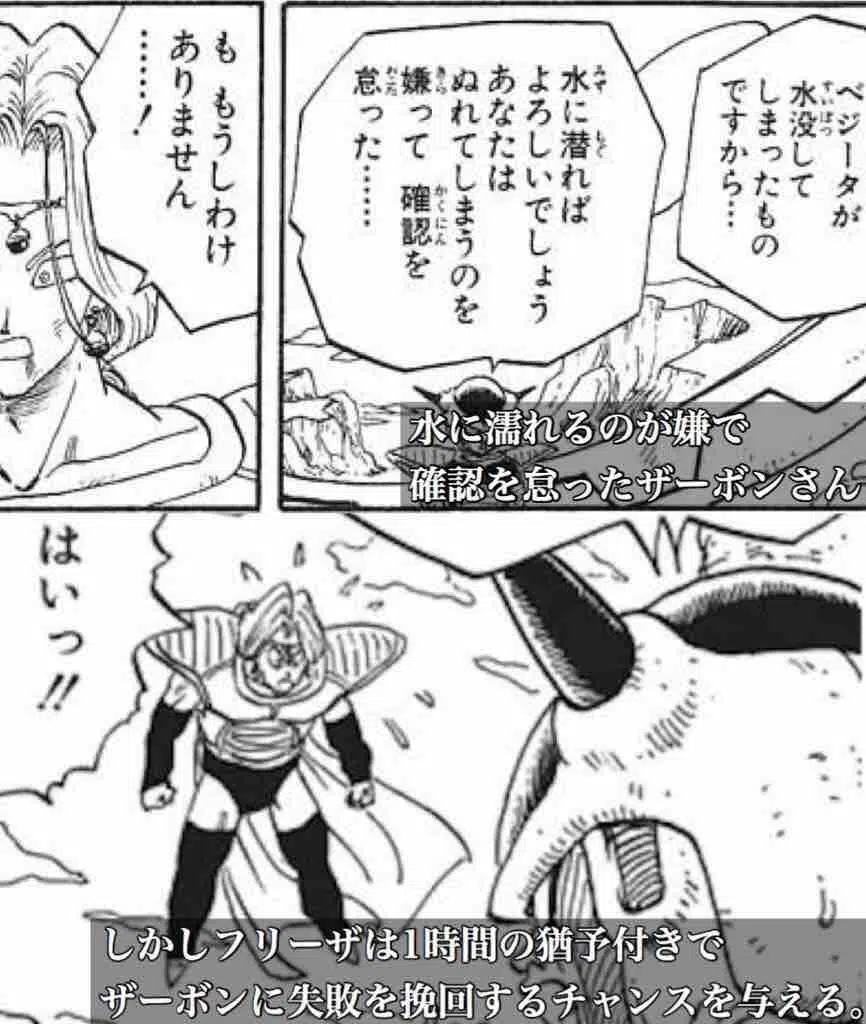 ベジータが
水没して
しまったもの
ですから…
水に潜れば
よろしいでしょう
あなたは
ぬれてしまうのを
嫌って 確認を
怠った……
も もうしわけ
ありません
……！
水に濡れるのが嫌で
確認を怠ったザーボンさん
はいっ!!
しかしフリーザは1時間の猶予付きで
ザーボンに失敗を挽回するチャンスを与える。